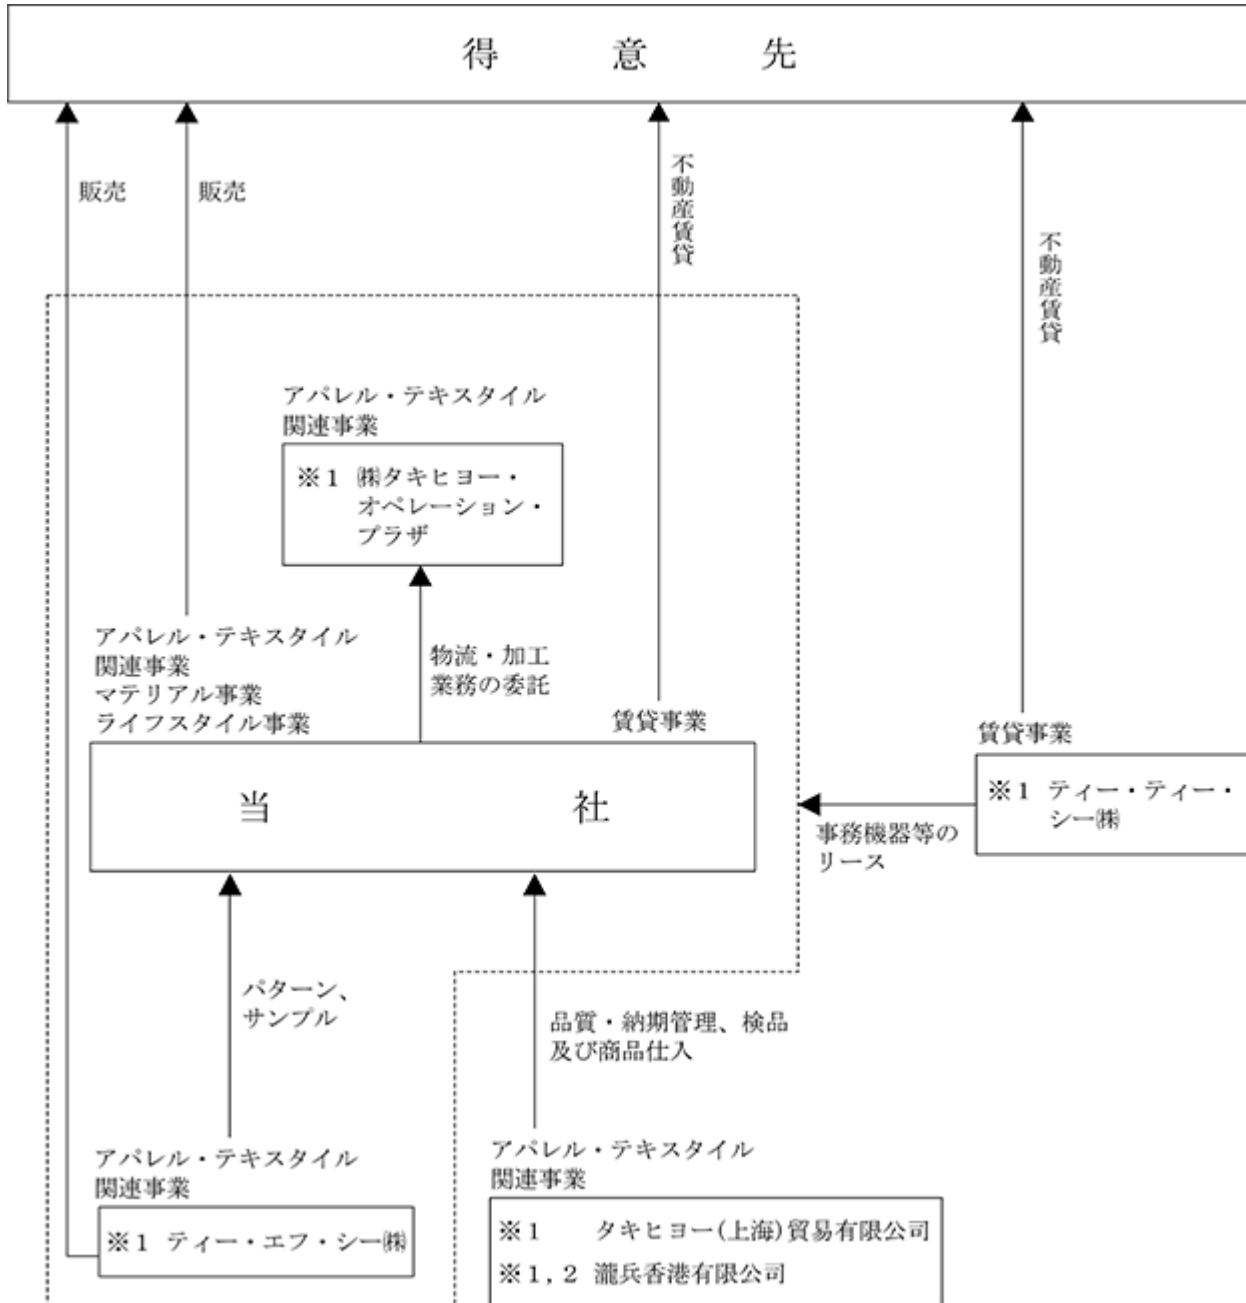 得意先
販売
販売
不動産賃貸
不動産賃貸
アパレル・テキスタイル
関連事業
※1 ㈱タキヒヨー・
オペレーション・
プラザ
アパレル・テキスタイル
関連事業
マテリアル事業
ライフスタイル事業
物流・加工
業務の委託
賃貸事業
賃貸事業
当社
※1 ティー・ティー・
シー㈱
事務機器等の
リース
パターン、
サンプル
品質・納期管理、検品
及び商品仕入
アパレル・テキスタイル
関連事業
※1 ティー・エフ・シー㈱
アパレル・テキスタイル
関連事業
※1 タキヒヨー(上海)貿易有限公司
※1, 2 瀧兵香港有限公司